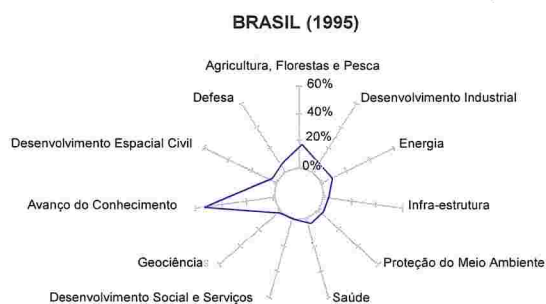 BRASIL (1995)
Agricultura, Florestas e Pesca
60%
Defesa
Desenvolvimento Industrial
40%
Desenvolvimento Espacial Civil
20%
Energia
0%
Avanço do Conhecimento
Infra-estrutura
Geociências
Proteção do Meio Ambiente
Desenvolvimento Social e Serviços
Saúde